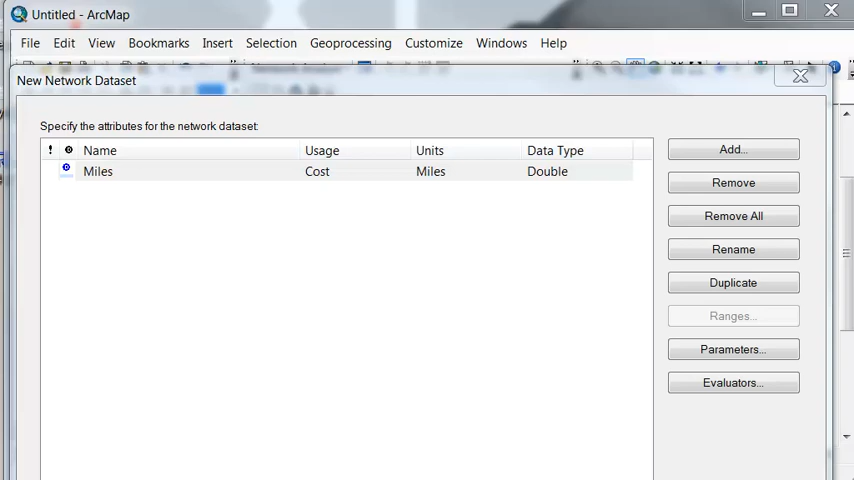 Untitled - ArcMap
File Edit View Bookmarks Insert Selection Geoprocessing Customize Windows Help
New Network Dataset
Specify the attributes for the network dataset:
! Name Usage Units Data Type
Miles Cost Miles Double
Add...
Remove
Remove All
Rename
Duplicate
Ranges...
Parameters...
Evaluators...